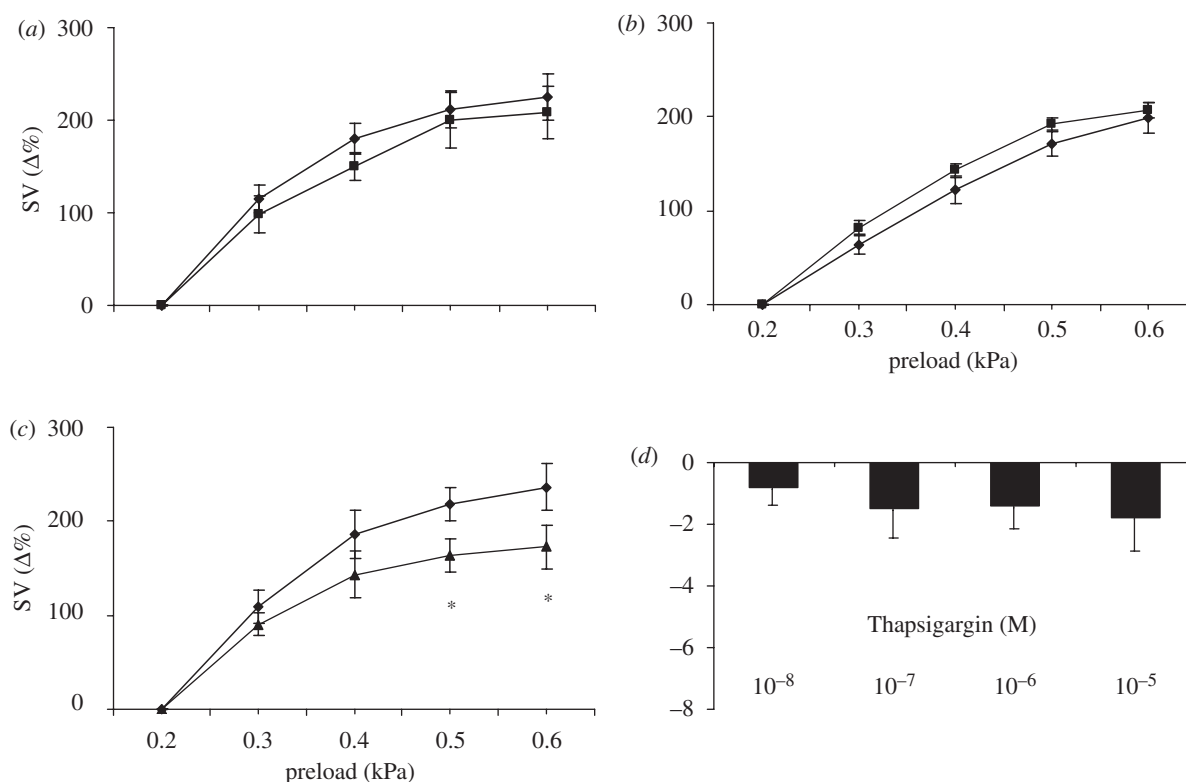 (a)
300
200
100
0
SV (Δ%)
(b)
300
200
100
0
0.2 0.3 0.4 0.5 0.6
preload (kPa)
(c)
300
200
100
0
SV (Δ%)
* *
0.2 0.3 0.4 0.5 0.6
preload (kPa)
(d)
0
–2
–4
–6
–8
Thapsigargin (M)
10–8 10–7 10–6 10–5